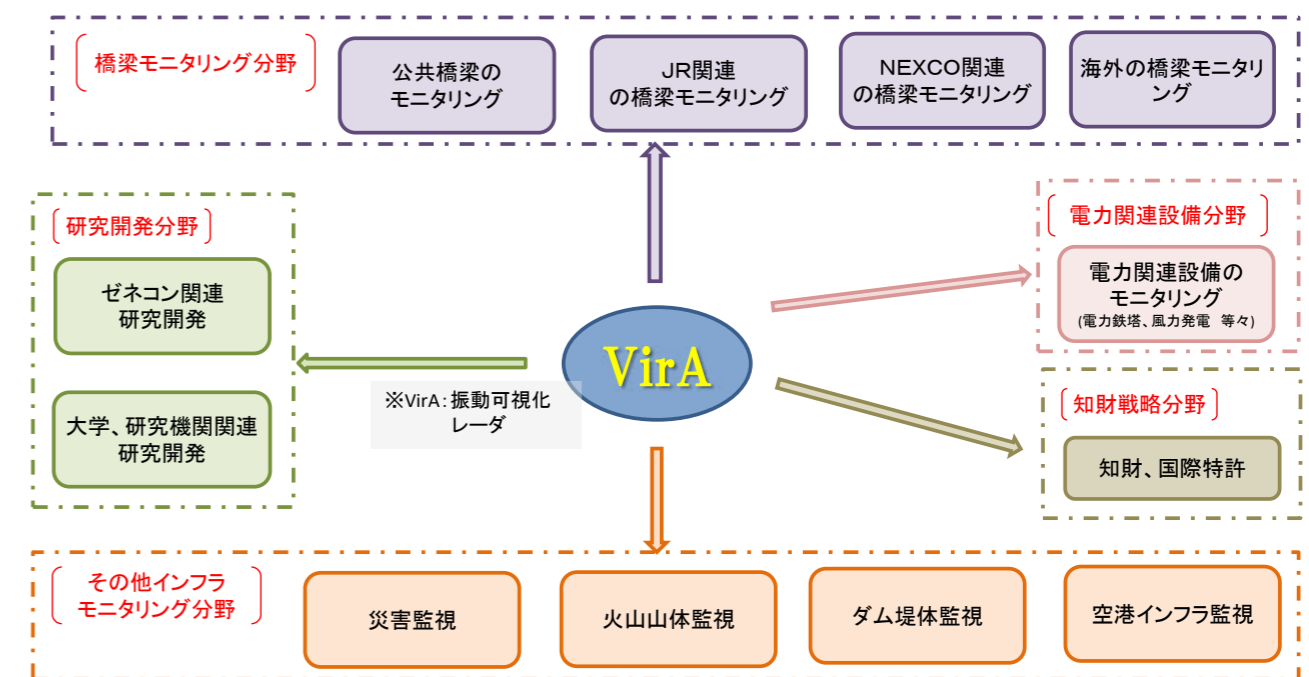 橋梁モニタリング分野
公共橋梁の
モニタリング
JR関連
の橋梁モニタリング
NEXCO関連
の橋梁モニタリング
海外の橋梁モニタリ
ング
研究開発分野
ゼネコン関連
研究開発
大学、研究機関関連
研究開発
VirA
※VirA：振動可視化
レーダ
電力関連設備分野
電力関連設備の
モニタリング
(電力鉄塔、風力発電 等々)
知財戦略分野
知財、国際特許
その他インフラ
モニタリング分野
災害監視
火山山体監視
ダム堤体監視
空港インフラ監視